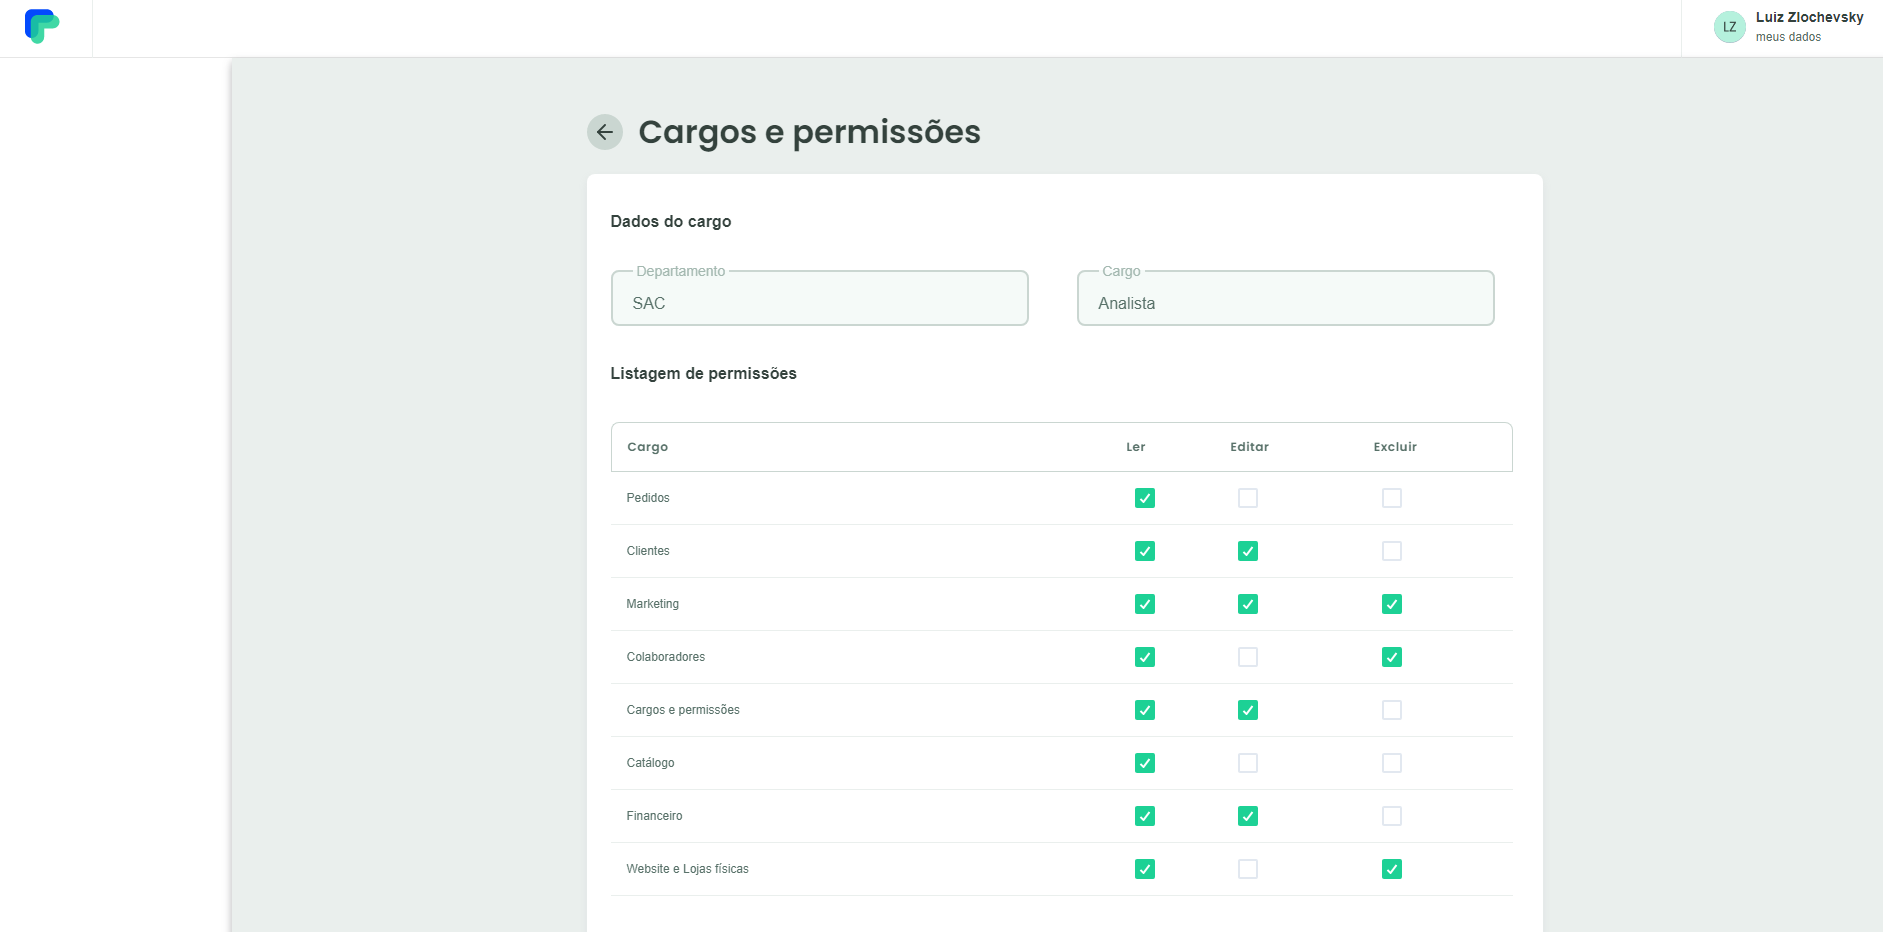 LZ
Luiz Zlochevsky
meus dados
Cargos e permissões
Dados do cargo
Departamento
SAC
Cargo
Analista
Listagem de permissões
Cargo Ler Editar Excluir
Pedidos
Clientes
Marketing
Colaboradores
Cargos e permissões
Catálogo
Financeiro
Website e Lojas físicas